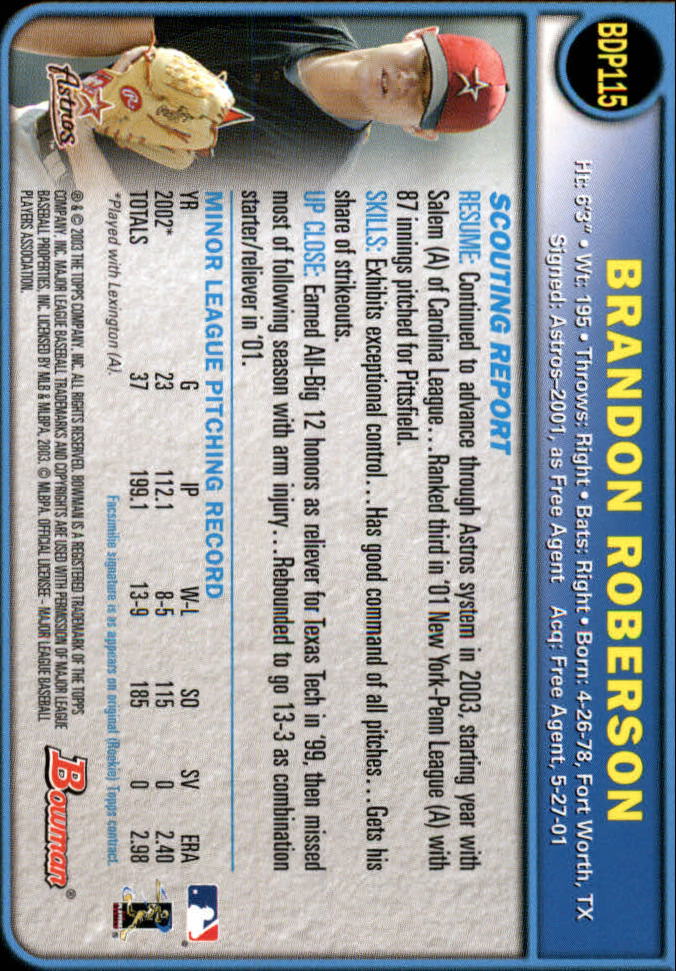 BDP115
BRANDON ROBERSON
Ht: 6'3" • Wt: 195 • Throws: Right • Bats: Right • Born: 4-26-78, Fort Worth, TX
Signed: Astros–2001, as Free Agent Acq: Free Agent, 5-27-01
SCOUTING REPORT
RESUME: Continued to advance through Astros system in 2003, starting year with
Salem (A) of Carolina League...Ranked third in '01 New York-Penn League (A) with
87 innings pitched for Pittsfield.
SKILLS: Exhibits exceptional control...Has good command of all pitches...Gets his
share of strikeouts.
UP CLOSE: Earned All-Big 12 honors as reliever for Texas Tech in '99, then missed
most of following season with arm injury...Rebounded to go 13-3 as combination
starter/reliever in '01.
MINOR LEAGUE PITCHING RECORD
YR G IP W-L SO SV ERA
2002* 23 112.1 8-5 115 0 2.40
TOTALS 37 199.1 13-9 185 0 2.98
*Played with Lexington (A).
Facsimile signature is as appears on original (Rookie) Topps contract.
® & © 2003 THE TOPPS COMPANY, INC. ALL RIGHTS RESERVED. BOWMAN IS A REGISTERED TRADEMARK OF THE TOPPS
COMPANY, INC. MAJOR LEAGUE BASEBALL TRADEMARKS AND COPYRIGHTS ARE USED WITH PERMISSION OF MAJOR LEAGUE
BASEBALL PROPERTIES, INC. LICENSED BY MLB & MLBPA, 2003. © MLBPA. OFFICIAL LICENSEE - MAJOR LEAGUE BASEBALL
PLAYERS ASSOCIATION.
Astros
Bowman®